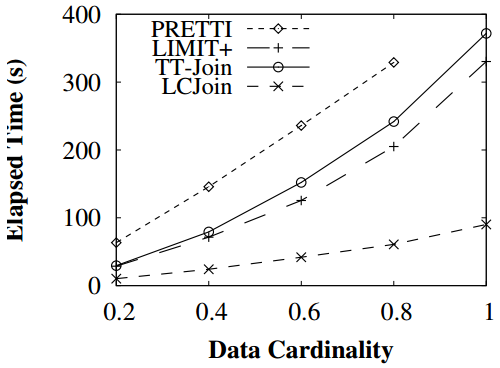 400
300
200
100
0
Elapsed Time (s)
PRETTI
LIMIT+
TT-Join
LCJoin
0.2 0.4 0.6 0.8 1
Data Cardinality